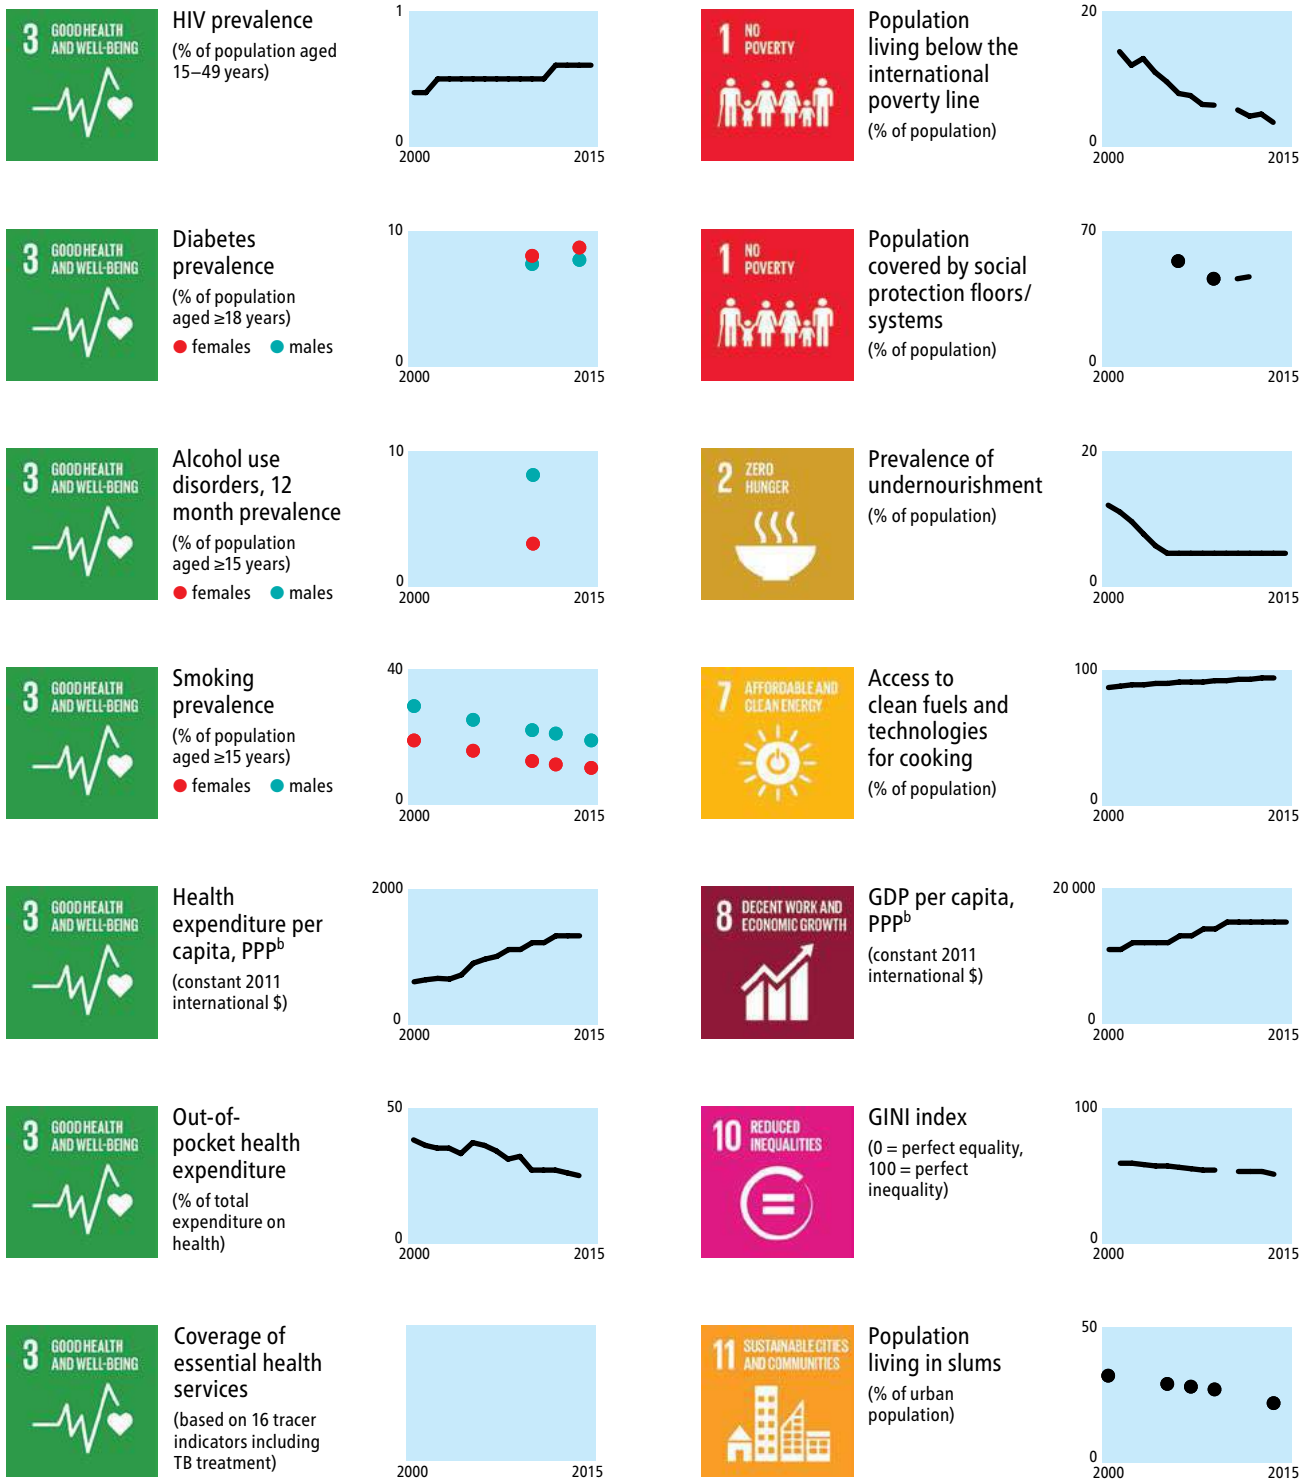 3 GOOD HEALTH
AND WELL-BEING
HIV prevalence
(% of population aged
15–49 years)
1
0
2000 2015
3 GOOD HEALTH
AND WELL-BEING
Diabetes
prevalence
(% of population
aged ≥18 years)
females males
10
0
2000 2015
3 GOOD HEALTH
AND WELL-BEING
Alcohol use
disorders, 12
month prevalence
(% of population
aged ≥15 years)
females males
10
0
2000 2015
3 GOOD HEALTH
AND WELL-BEING
Smoking
prevalence
(% of population
aged ≥15 years)
females males
40
0
2000 2015
3 GOOD HEALTH
AND WELL-BEING
Health
expenditure per
capita, PPPᵇ
(constant 2011
international $)
2000
0
2000 2015
3 GOOD HEALTH
AND WELL-BEING
Out-of-
pocket health
expenditure
(% of total
expenditure on
health)
50
0
2000 2015
3 GOOD HEALTH
AND WELL-BEING
Coverage of
essential health
services
(based on 16 tracer
indicators including
TB treatment)
2000 2015
1 NO
POVERTY
Population
living below the
international
poverty line
(% of population)
20
0
2000 2015
1 NO
POVERTY
Population
covered by social
protection floors/
systems
(% of population)
70
0
2000 2015
2 ZERO
HUNGER
Prevalence of
undernourishment
(% of population)
20
0
2000 2015
7 AFFORDABLE AND
CLEAN ENERGY
Access to
clean fuels and
technologies
for cooking
(% of population)
100
0
2000 2015
8 DECENT WORK AND
ECONOMIC GROWTH
GDP per capita,
PPPᵇ
(constant 2011
international $)
20 000
0
2000 2015
10 REDUCED
INEQUALITIES
GINI index
(0 = perfect equality,
100 = perfect
inequality)
100
0
2000 2015
11 SUSTAINABLE CITIES
AND COMMUNITIES
Population
living in slums
(% of urban
population)
50
0
2000 2015